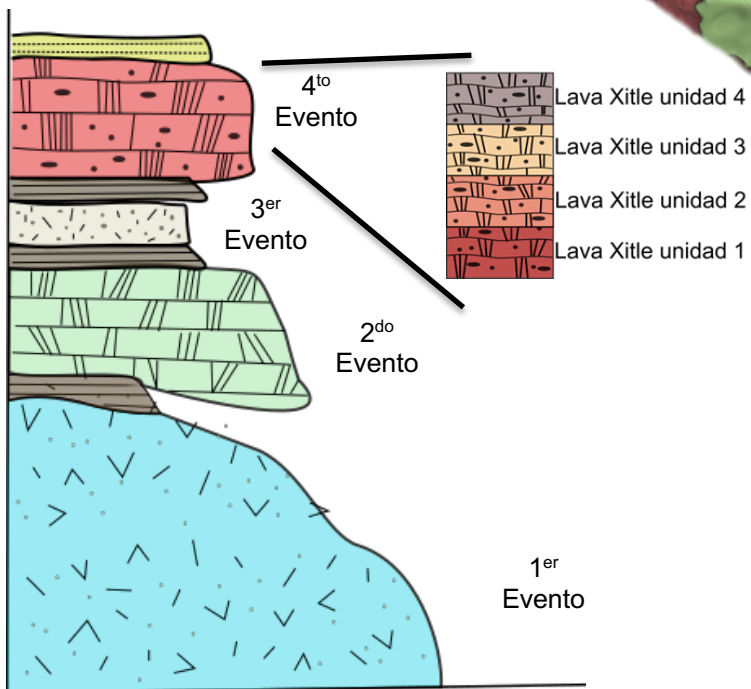 4to
Evento
Lava Xitle unidad 4
Lava Xitle unidad 3
Lava Xitle unidad 2
Lava Xitle unidad 1
3er
Evento
2do
Evento
1er
Evento